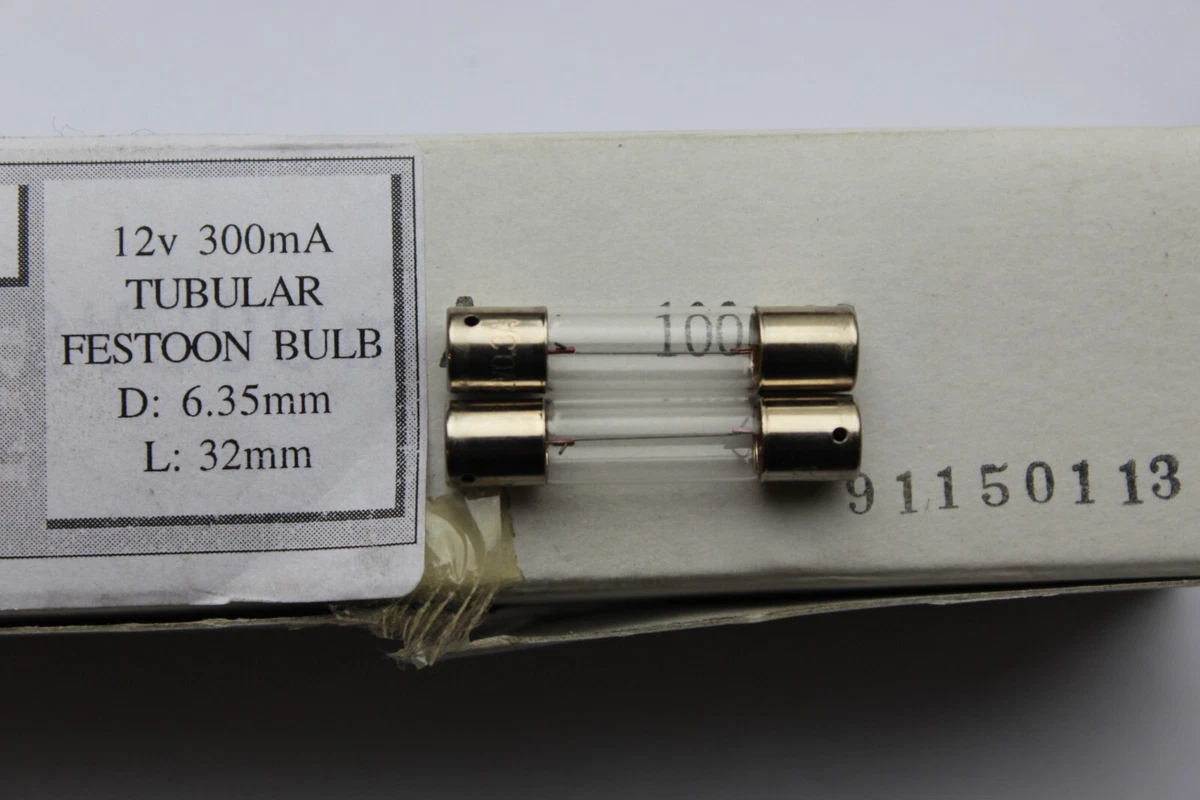 12v 300mA
TUBULAR
FESTOON BULB
D: 6.35mm
L: 32mm
100
91150113